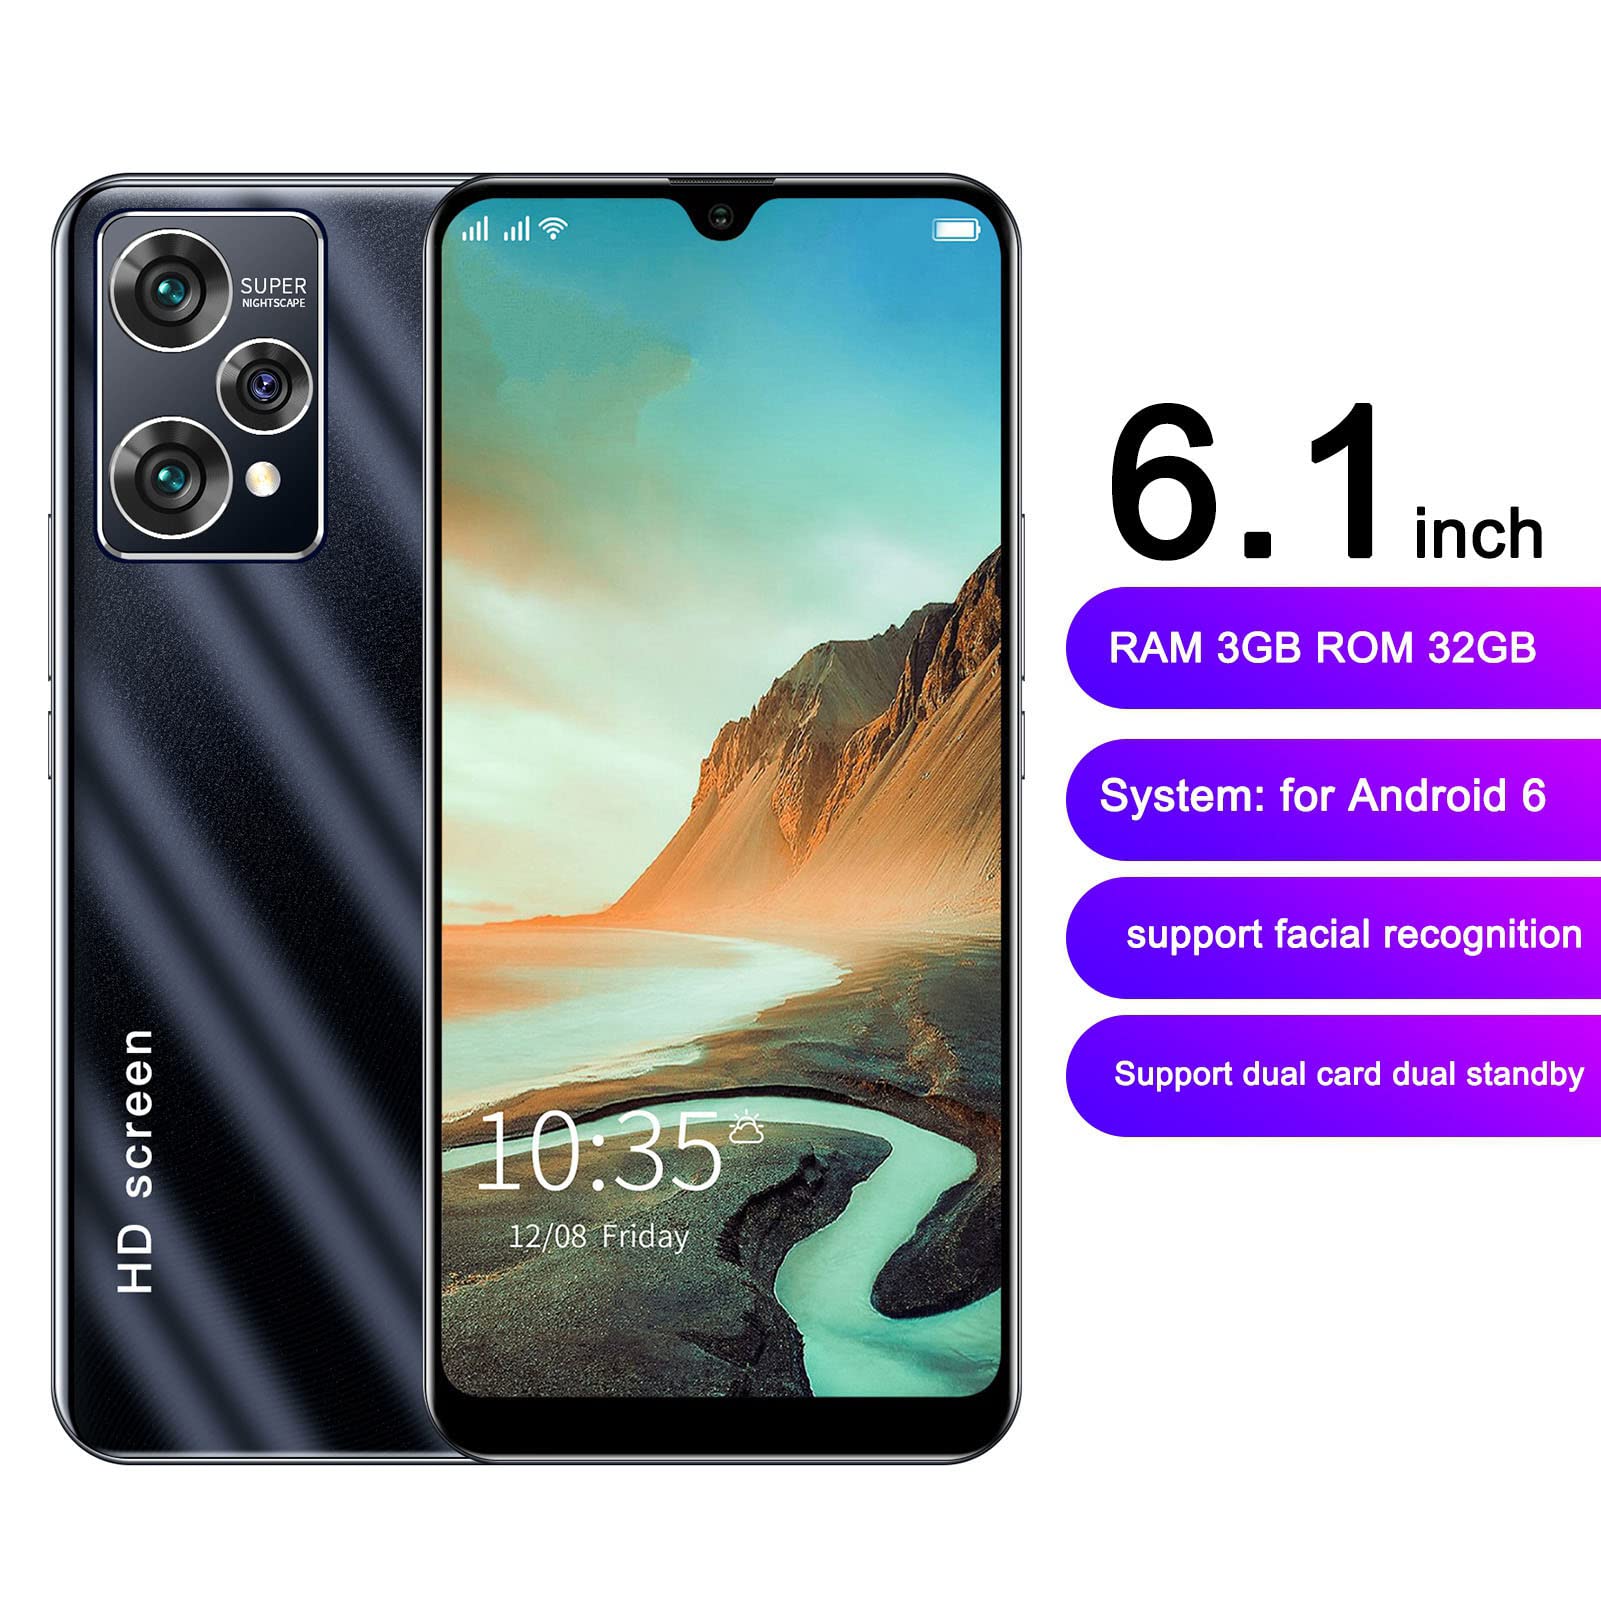 SUPER
NIGHTSCAPE
HD screen
10:35
12/08 Friday
6.1 inch
RAM 3GB ROM 32GB
System: for Android 6
support facial recognition
Support dual card dual standby